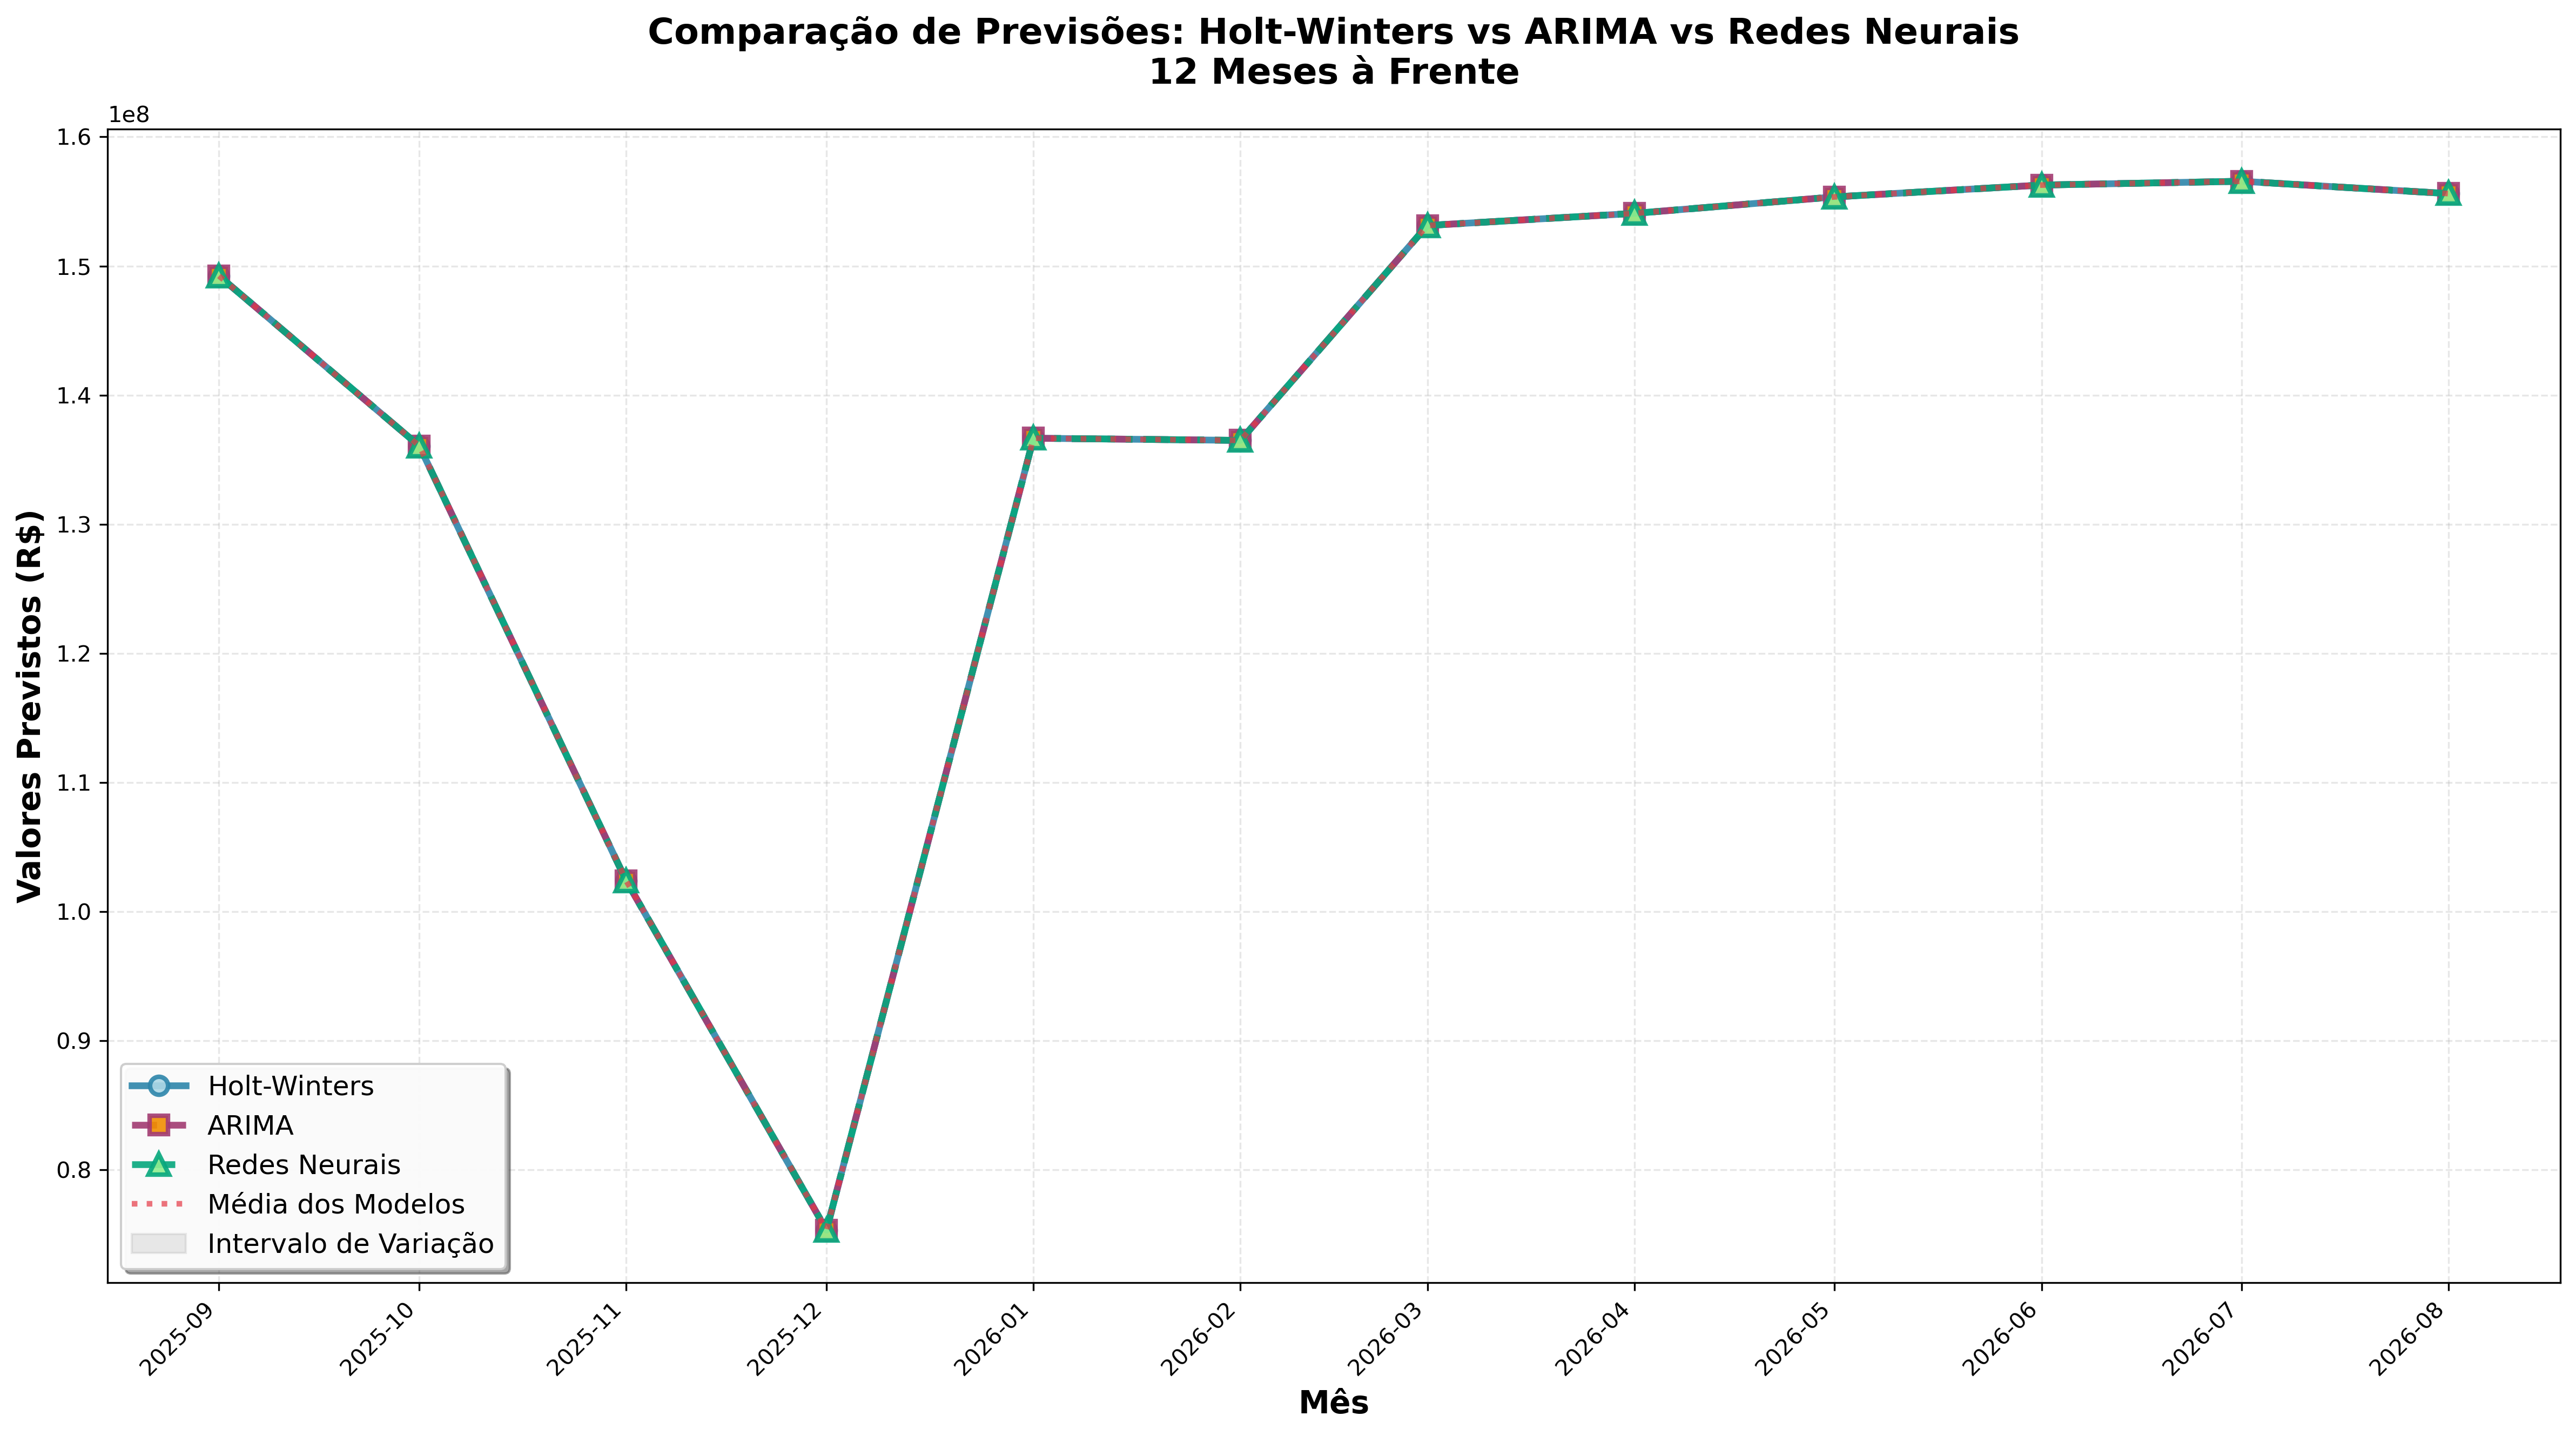 Comparação de Previsões: Holt-Winters vs ARIMA vs Redes Neurais
12 Meses à Frente
1e8
1.6
1.5
1.4
1.3
1.2
1.1
1.0
0.9
0.8
Valores Previstos (R$)
Holt-Winters
ARIMA
Redes Neurais
Média dos Modelos
Intervalo de Variação
2025-09
2025-10
2025-11
2025-12
2026-01
2026-02
2026-03
2026-04
2026-05
2026-06
2026-07
2026-08
Mês